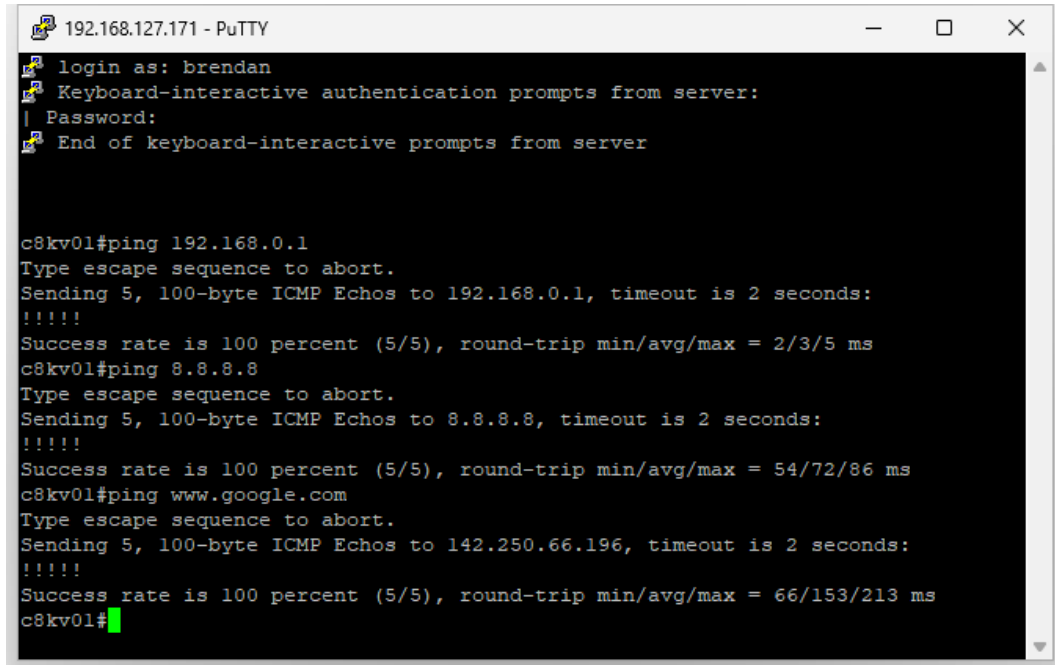 192.168.127.171 - PuTTY
login as: brendan
Keyboard-interactive authentication prompts from server:
| Password:
End of keyboard-interactive prompts from server
c8kv01#ping 192.168.0.1
Type escape sequence to abort.
Sending 5, 100-byte ICMP Echos to 192.168.0.1, timeout is 2 seconds:
!!!!!
Success rate is 100 percent (5/5), round-trip min/avg/max = 2/3/5 ms
c8kv01#ping 8.8.8.8
Type escape sequence to abort.
Sending 5, 100-byte ICMP Echos to 8.8.8.8, timeout is 2 seconds:
!!!!!
Success rate is 100 percent (5/5), round-trip min/avg/max = 54/72/86 ms
c8kv01#ping www.google.com
Type escape sequence to abort.
Sending 5, 100-byte ICMP Echos to 142.250.66.196, timeout is 2 seconds:
!!!!!
Success rate is 100 percent (5/5), round-trip min/avg/max = 66/153/213 ms
c8kv01#